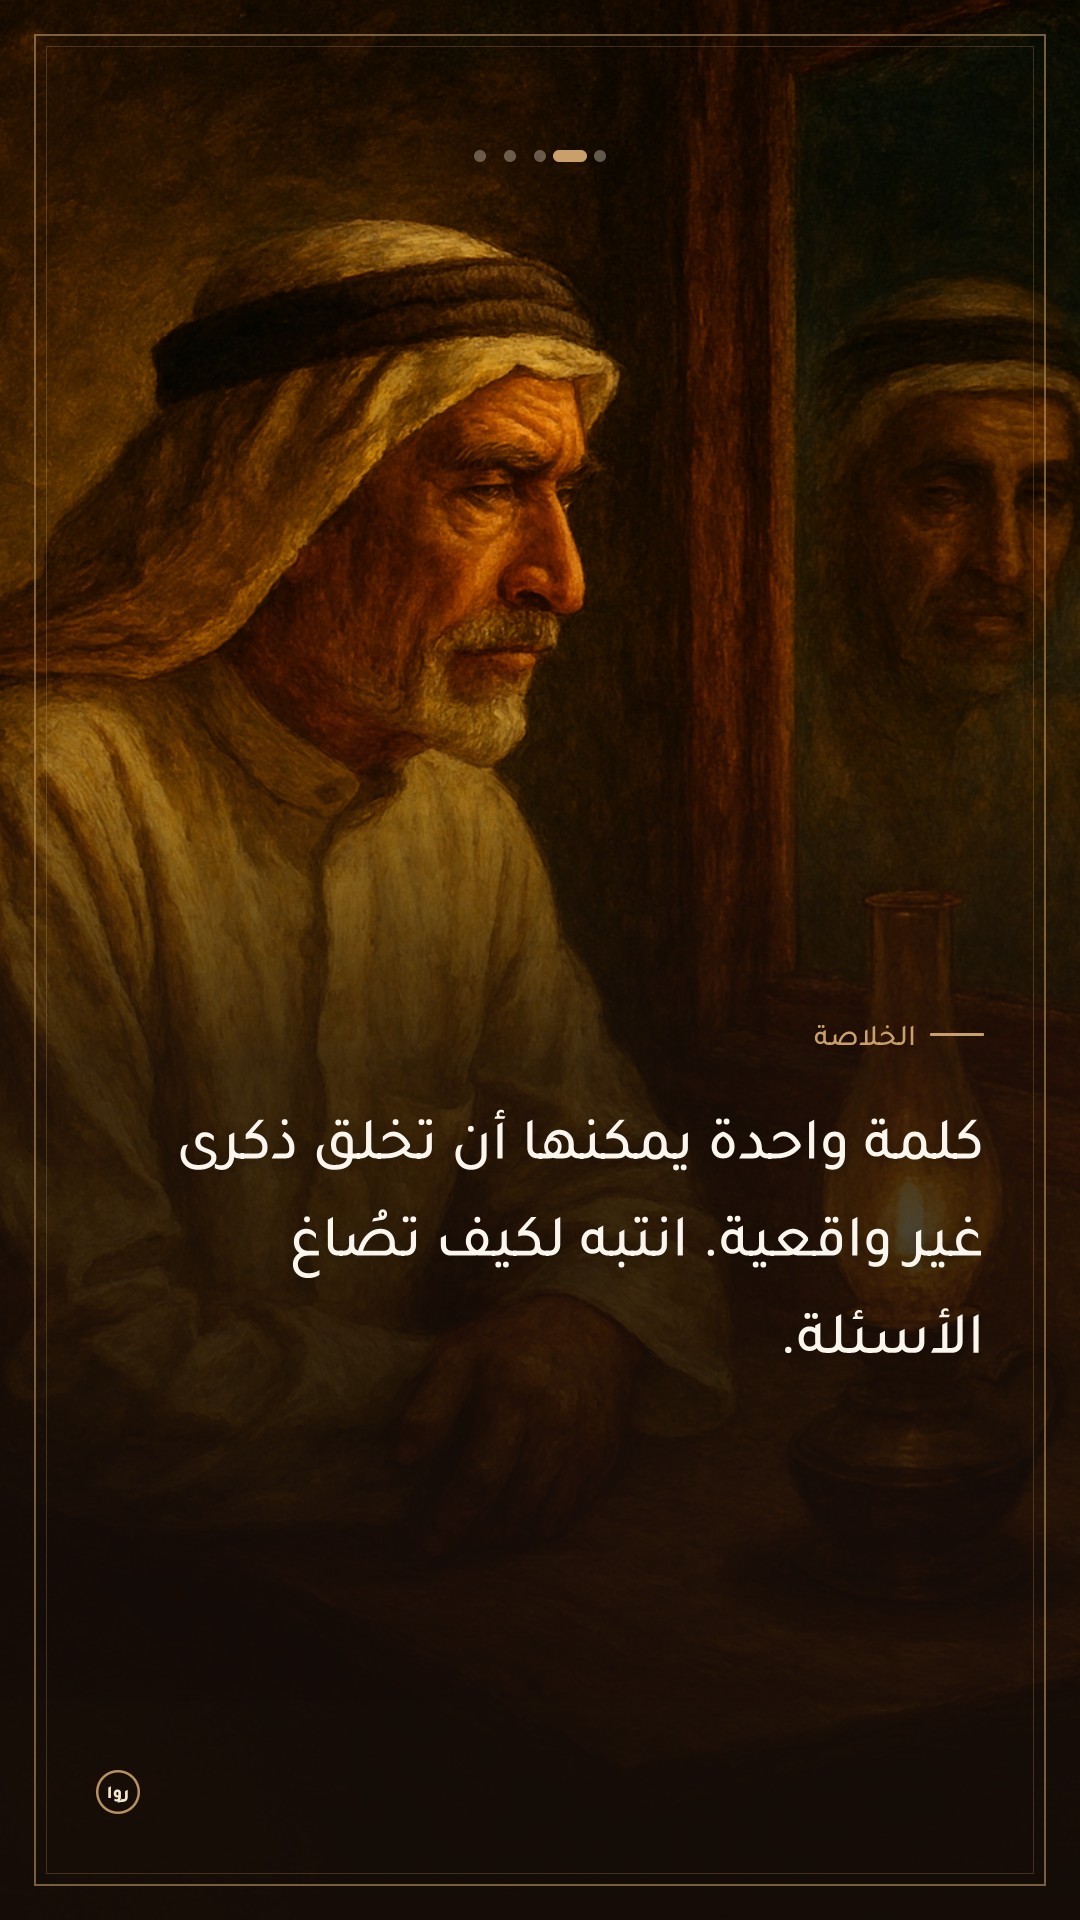 الخلاصة
كلمة واحدة يمكنها أن تخلق ذكرى
غير واقعية. انتبه لكيف تصُاغ
الأسئلة.
روا